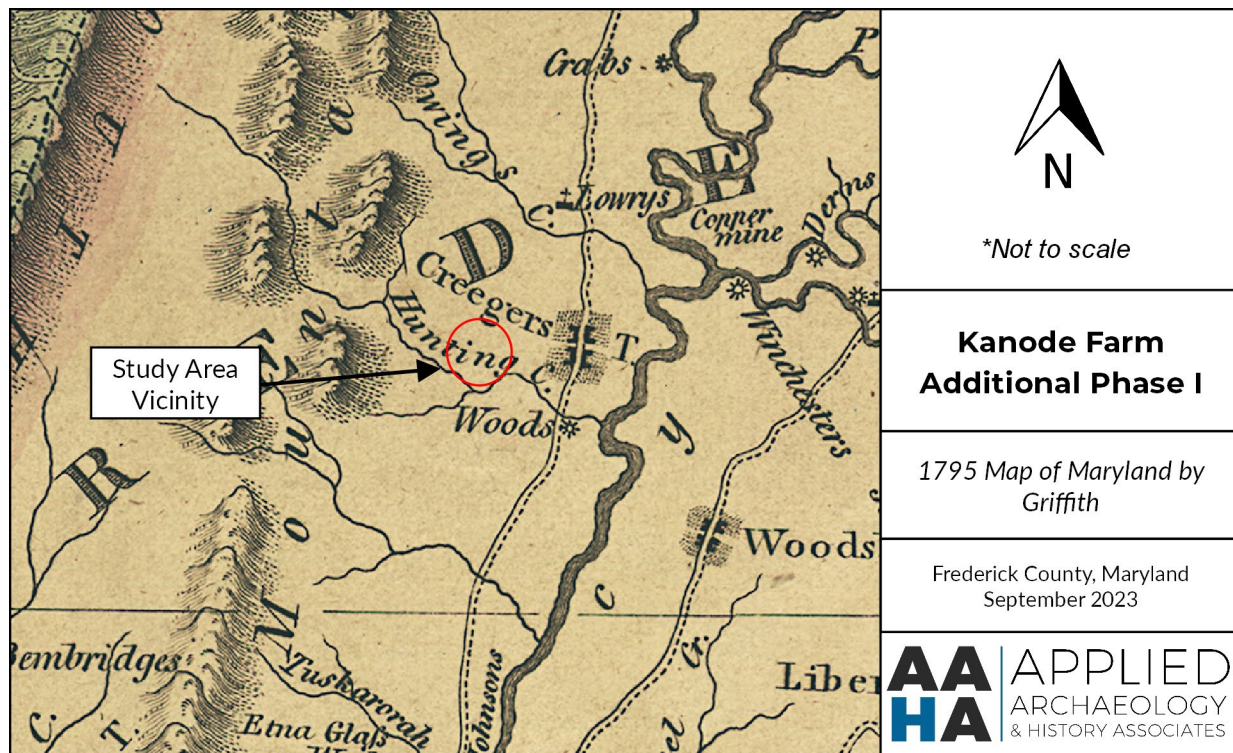 Crabs
P
Owings C.
E
Lowrys
Copper
mine
Derns
D
Creegers
T
Hunting C.
Winchesters
Study Area
Vicinity
Woods
y
R
Woods
c
o
M
Cr.
Bembridges
Tuskarorah
Johnsons
Liber
C.
T.
Etna Glaſs
N
*Not to scale
Kanode Farm
Additional Phase I
1795 Map of Maryland by
Griffith
Frederick County, Maryland
September 2023
AA
HA
APPLIED
ARCHAEOLOGY
& HISTORY ASSOCIATES